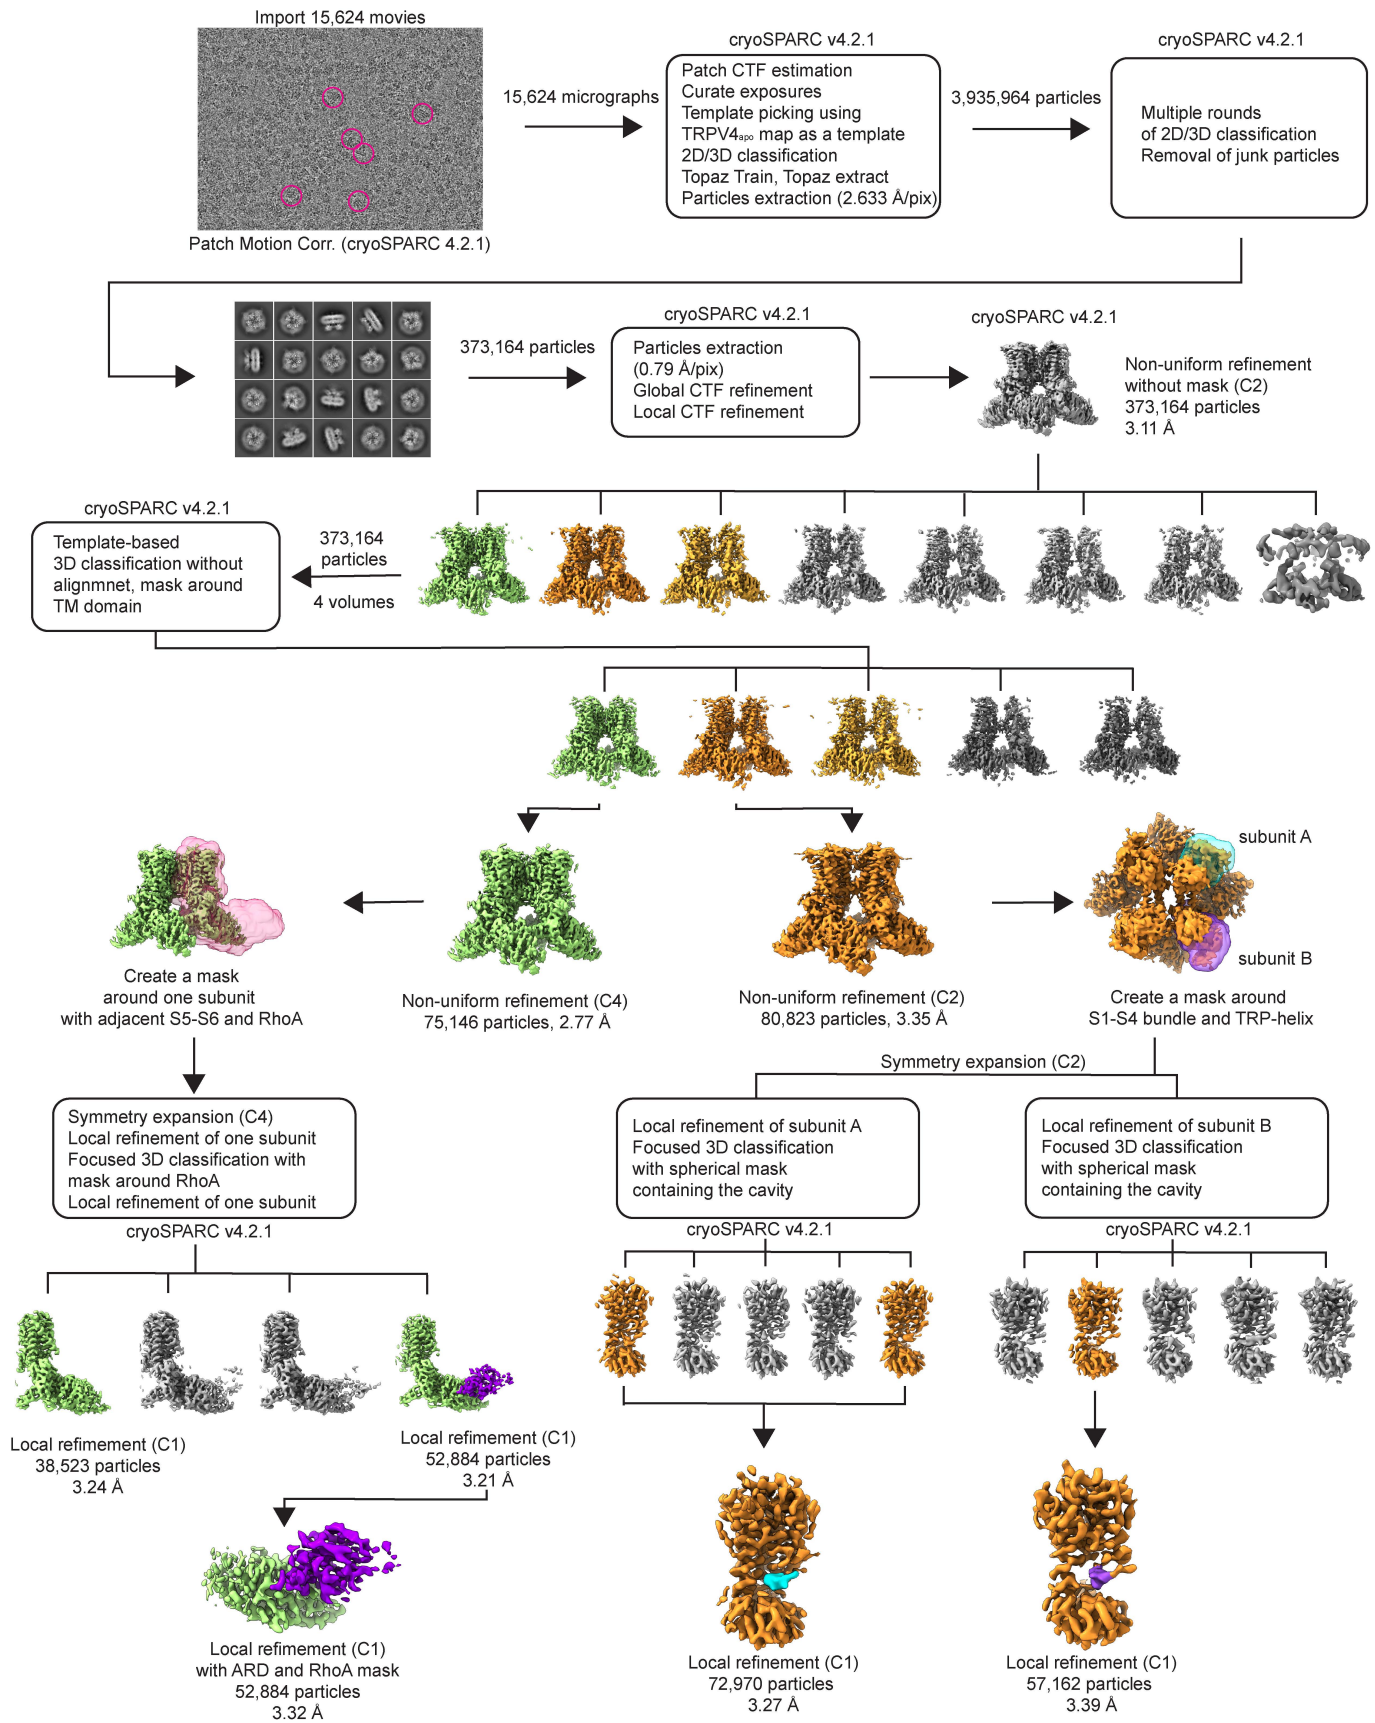 Import 15,624 movies
Patch Motion Corr. (cryoSPARC 4.2.1)
15,624 micrographs
cryoSPARC v4.2.1
Patch CTF estimation
Curate exposures
Template picking using
TRPV4apo map as a template
2D/3D classification
Topaz Train, Topaz extract
Particles extraction (2.633 Å/pix)
3,935,964 particles
cryoSPARC v4.2.1
Multiple rounds
of 2D/3D classification
Removal of junk particles
373,164 particles
cryoSPARC v4.2.1
Particles extraction
(0.79 Å/pix)
Global CTF refinement
Local CTF refinement
cryoSPARC v4.2.1
Non-uniform refinement
without mask (C2)
373,164 particles
3.11 Å
cryoSPARC v4.2.1
Template-based
3D classification without
alignmnet, mask around
TM domain
373,164
particles
4 volumes
Create a mask
around one subunit
with adjacent S5-S6 and RhoA
Non-uniform refinement (C4)
75,146 particles, 2.77 Å
Non-uniform refinement (C2)
80,823 particles, 3.35 Å
subunit A
subunit B
Create a mask around
S1-S4 bundle and TRP-helix
Symmetry expansion (C2)
Symmetry expansion (C4)
Local refinement of one subunit
Focused 3D classification with
mask around RhoA
Local refinement of one subunit
cryoSPARC v4.2.1
Local refinement of subunit A
Focused 3D classification
with spherical mask
containing the cavity
cryoSPARC v4.2.1
Local refinement of subunit B
Focused 3D classification
with spherical mask
containing the cavity
cryoSPARC v4.2.1
Local refimement (C1)
38,523 particles
3.24 Å
Local refimement (C1)
52,884 particles
3.21 Å
Local refimement (C1)
with ARD and RhoA mask
52,884 particles
3.32 Å
Local refinement (C1)
72,970 particles
3.27 Å
Local refinement (C1)
57,162 particles
3.39 Å